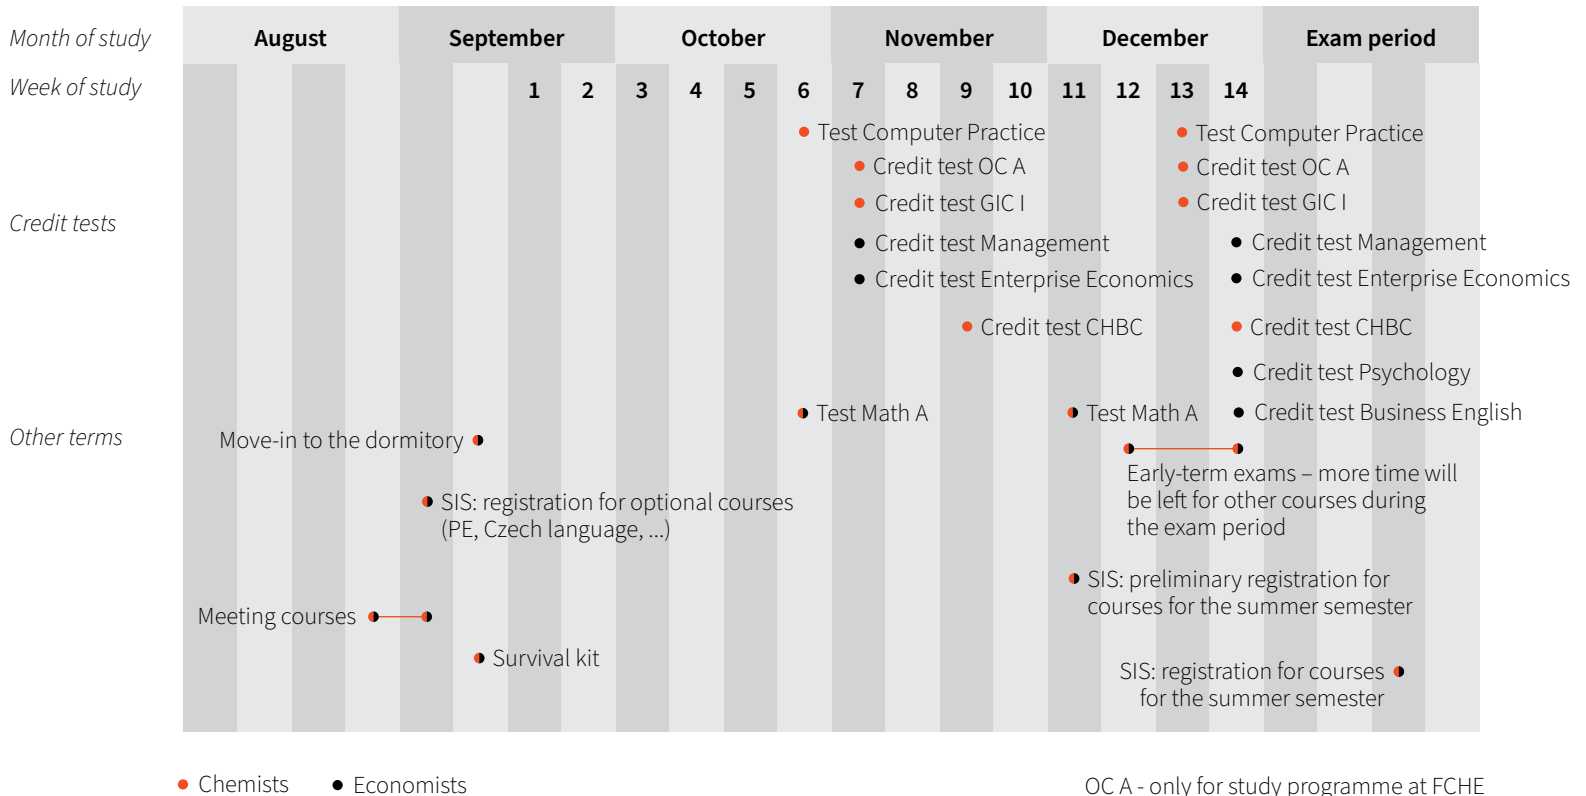 Month of study August September October November December Exam period
Week of study 1 2 3 4 5 6 7 8 9 10 11 12 13 14
Test Computer Practice Test Computer Practice
Credit test OC A Credit test OC A
Credit test GIC I Credit test GIC I
Credit tests
Credit test Management Credit test Management
Credit test Enterprise Economics Credit test Enterprise Economics
Credit test CHBC Credit test CHBC
Credit test Psychology
Test Math A Test Math A Credit test Business English
Other terms
Move-in to the dormitory
Early-term exams – more time will
be left for other courses during
the exam period
SIS: registration for optional courses
(PE, Czech language, ...)
SIS: preliminary registration for
courses for the summer semester
Meeting courses
Survival kit
SIS: registration for courses
for the summer semester
Chemists Economists OC A - only for study programme at FCHE